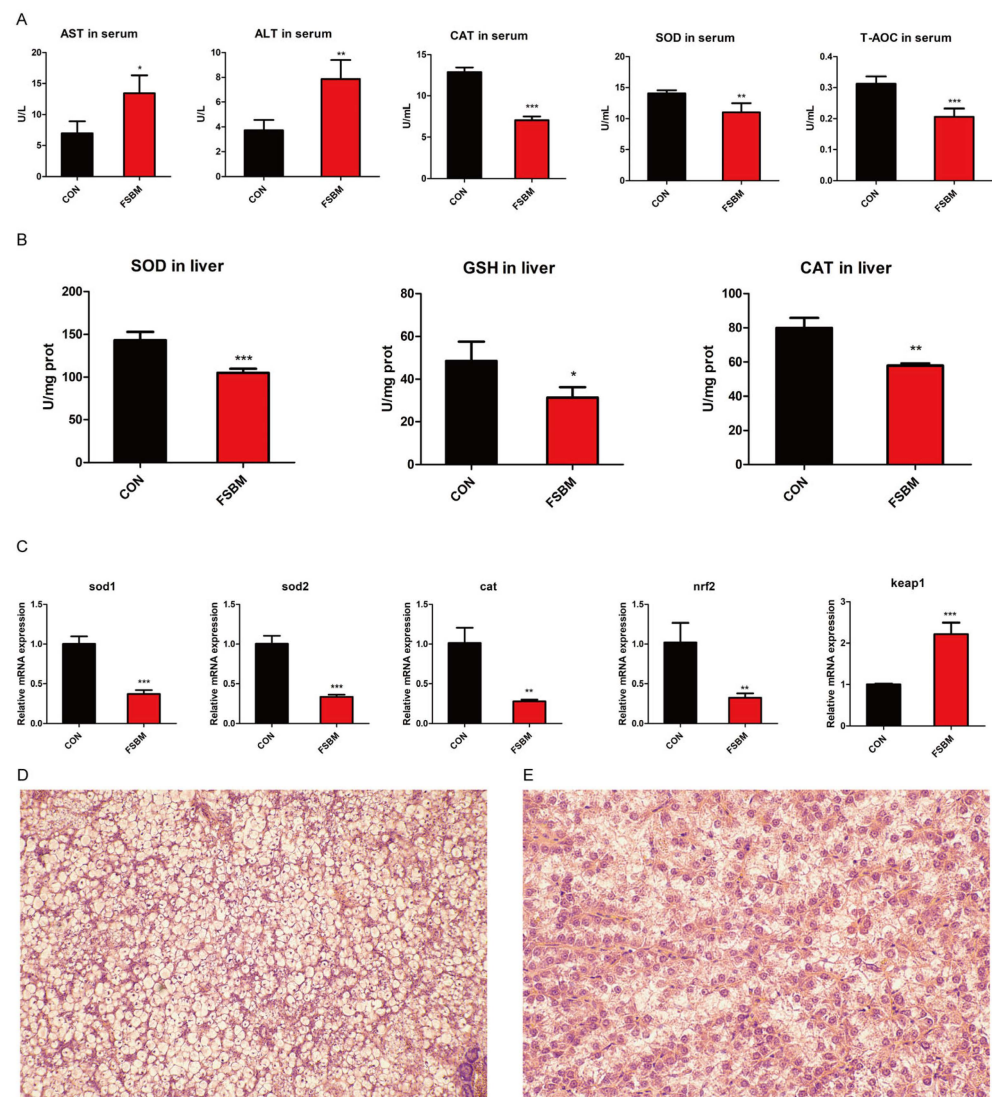 A
AST in serum
U/L
20
15
10
5
0
*
CON
FSBM
ALT in serum
U/L
10
8
6
4
2
0
**
CON
FSBM
CAT in serum
U/mL
15
10
5
0
***
CON
FSBM
SOD in serum
U/mL
20
15
10
5
0
**
CON
FSBM
T-AOC in serum
U/mL
0.4
0.3
0.2
0.1
0.0
***
CON
FSBM
B
SOD in liver
U/mg prot
200
150
100
50
0
***
CON
FSBM
GSH in liver
U/mg prot
80
60
40
20
0
*
CON
FSBM
CAT in liver
U/mg prot
100
80
60
40
20
0
**
CON
FSBM
C
sod1
Relative mRNA expression
1.5
1.0
0.5
0.0
***
CON
FSBM
sod2
Relative mRNA expression
1.5
1.0
0.5
0.0
***
CON
FSBM
cat
Relative mRNA expression
1.5
1.0
0.5
0.0
**
CON
FSBM
nrf2
Relative mRNA expression
1.5
1.0
0.5
0.0
**
CON
FSBM
keap1
Relative mRNA expression
3
2
1
0
***
CON
FSBM
D
E